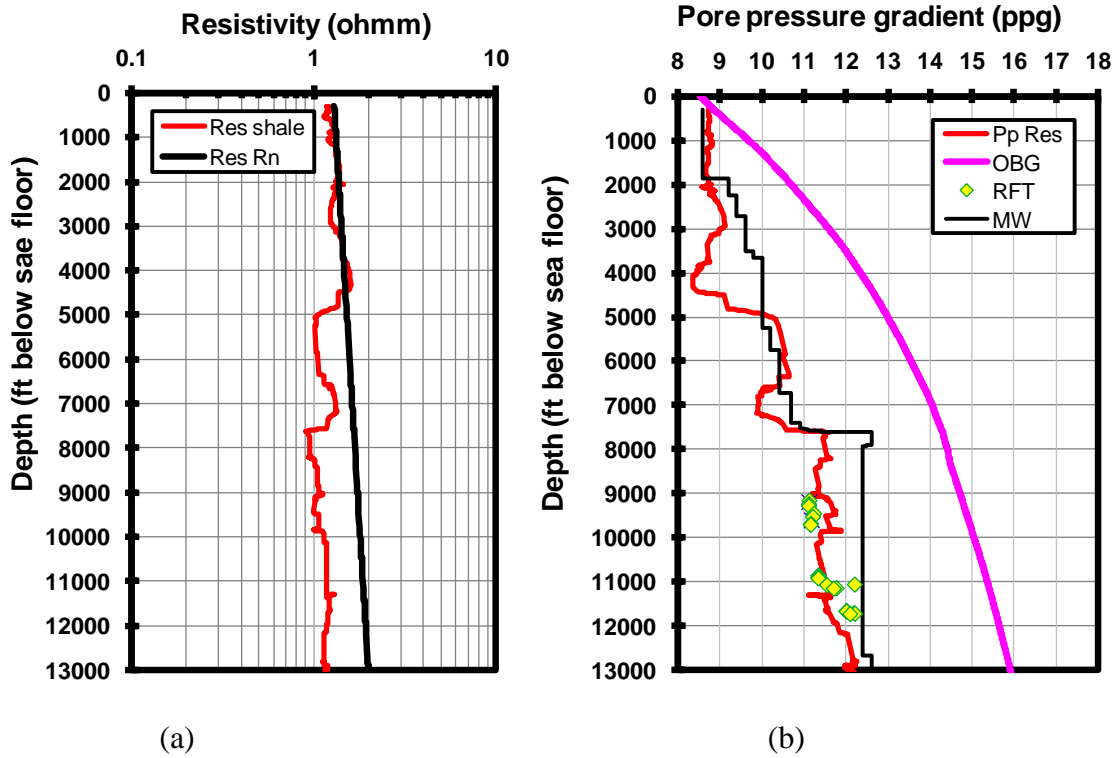 Resistivity (ohmm)
0.1 1 10
0
1000
2000
3000
4000
5000
6000
7000
8000
9000
10000
11000
12000
13000
Depth (ft below sae floor)
Res shale
Res Rn
(a)
Pore pressure gradient (ppg)
8 9 10 11 12 13 14 15 16 17 18
0
1000
2000
3000
4000
5000
6000
7000
8000
9000
10000
11000
12000
13000
Depth (ft below sea floor)
Pp Res
OBG
RFT
MW
(b)